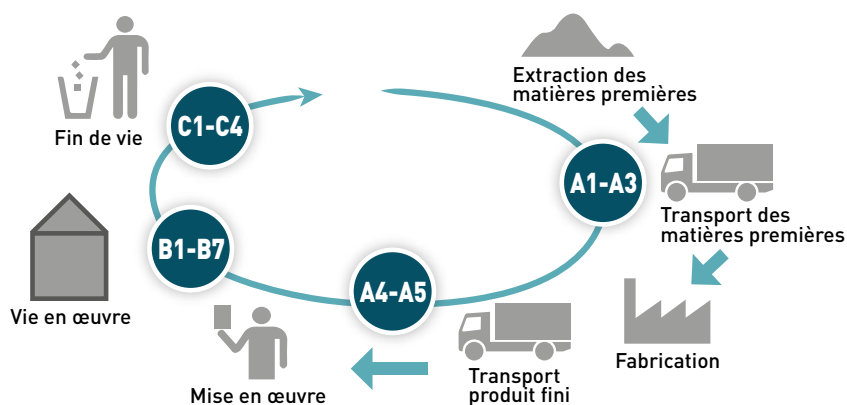 Extraction des
matières premières
A1-A3
Transport des
matières premières
Fabrication
A4-A5
Transport
produit fini
Mise en œuvre
B1-B7
Vie en œuvre
C1-C4
Fin de vie